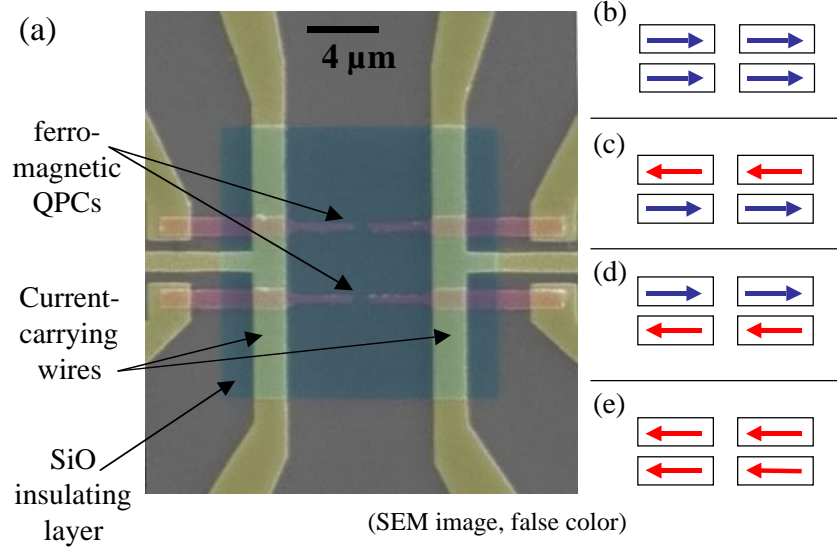 (a)
4 µm
ferro-
magnetic
QPCs
Current-
carrying
wires
SiO
insulating
layer
(SEM image, false color)
(b)
(c)
(d)
(e)